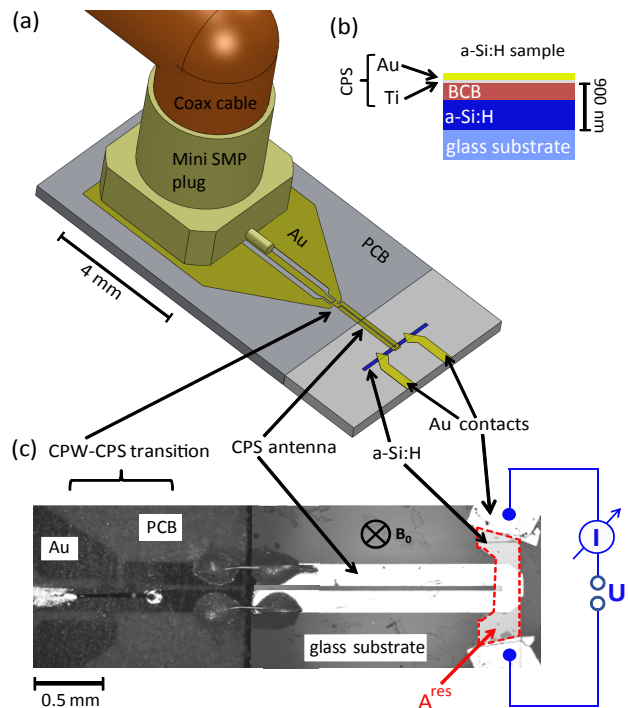 (a)
Coax cable
Mini SMP
plug
Au
PCB
4 mm
(b)
a-Si:H sample
CPS
Au
Ti
BCB
a-Si:H
glass substrate
900 nm
Au contacts
a-Si:H
CPS antenna
CPW-CPS transition
(c)
PCB
Au
B₀
I
U
glass substrate
0.5 mm
A^res